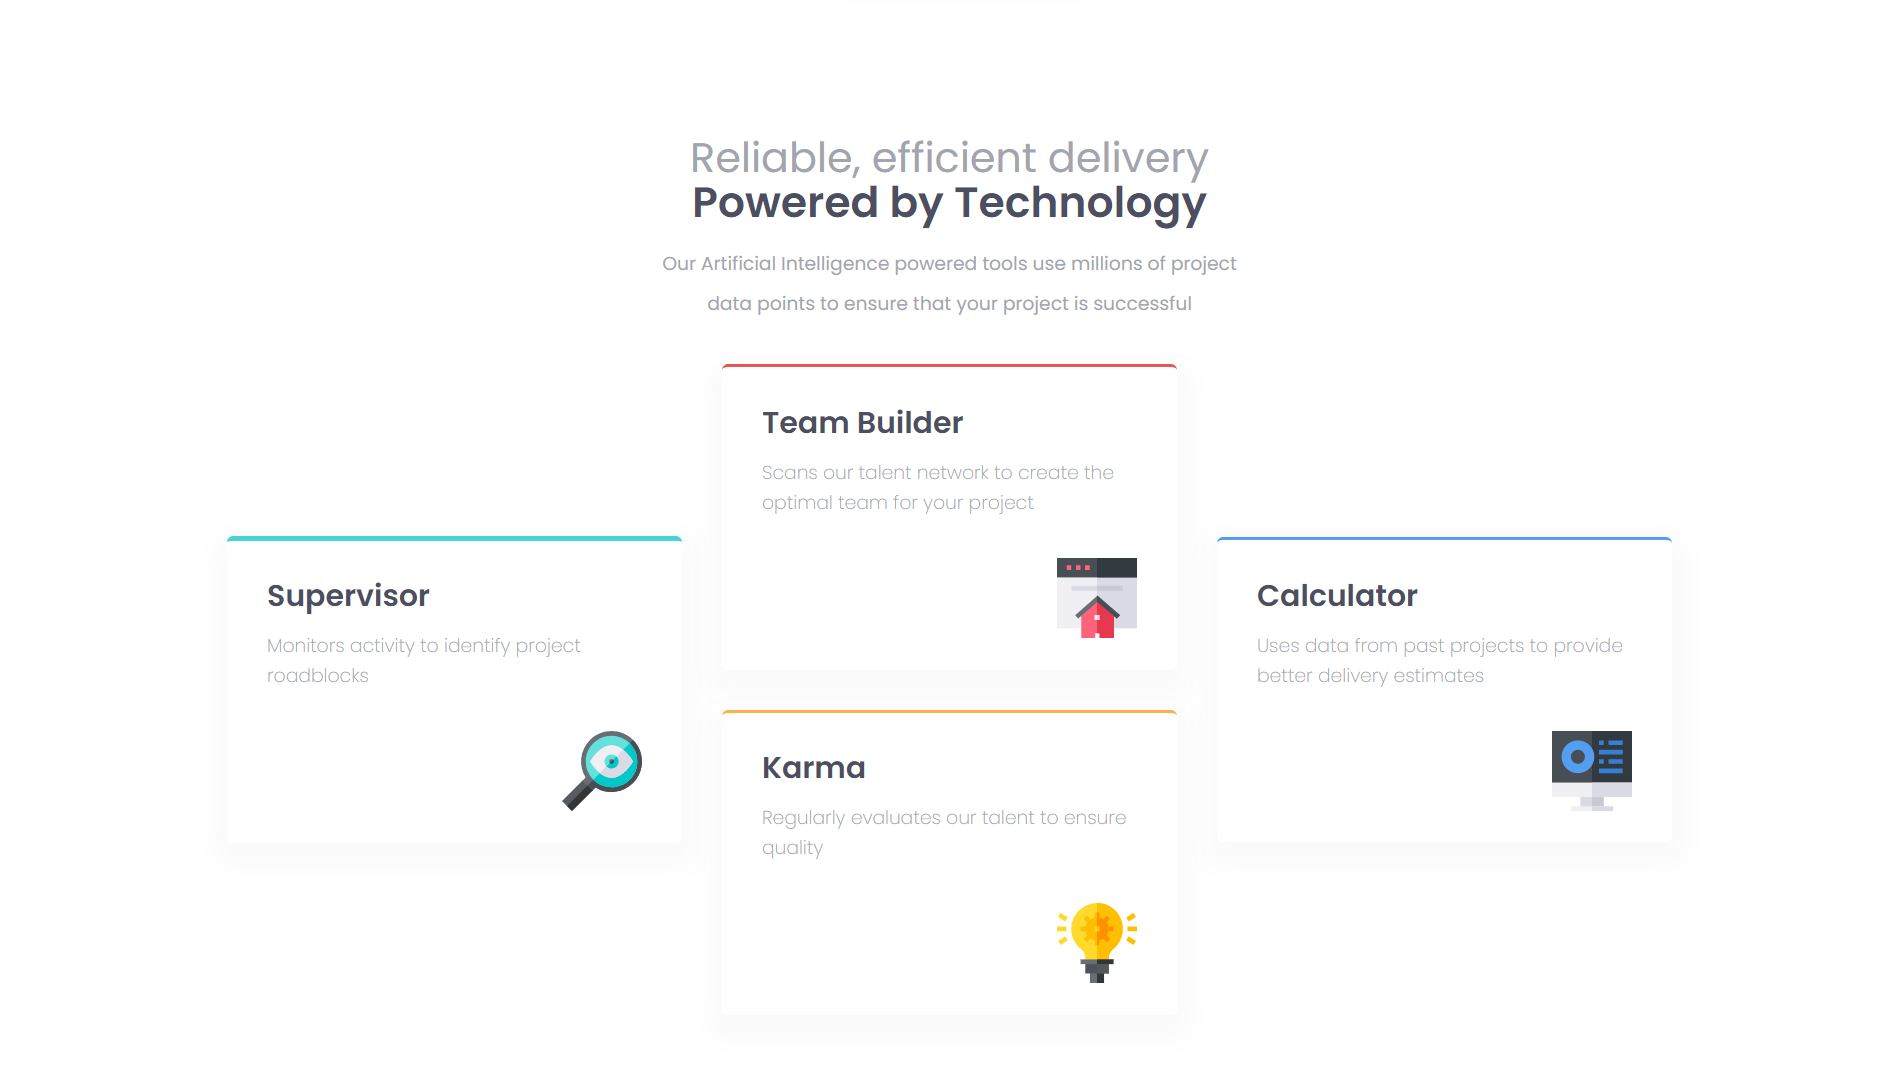 Reliable, efficient delivery
Powered by Technology
Our Artificial Intelligence powered tools use millions of project
data points to ensure that your project is successful
Team Builder
Scans our talent network to create the
optimal team for your project
Supervisor
Monitors activity to identify project
roadblocks
Calculator
Uses data from past projects to provide
better delivery estimates
Karma
Regularly evaluates our talent to ensure
quality